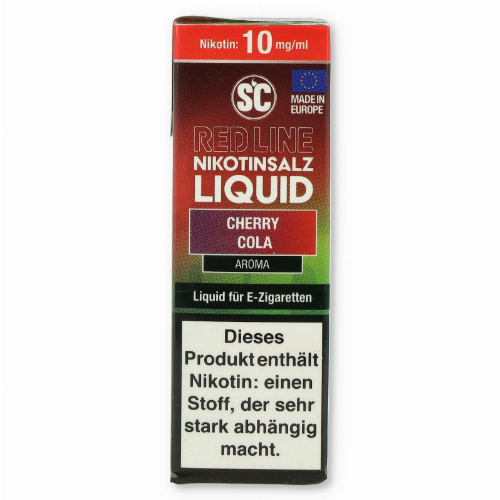 Nikotin: 10 mg/ml
SC
MADE IN
EUROPE
RED LINE
NIKOTINSALZ
LIQUID
CHERRY
COLA
AROMA
Liquid für E-Zigaretten
Dieses
Produkt enthält
Nikotin: einen
Stoff, der sehr
stark abhängig
macht.